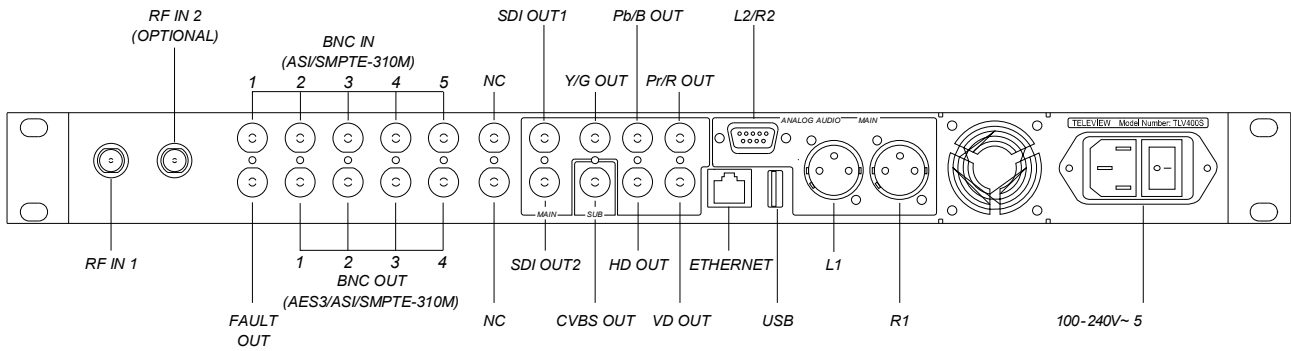 RF IN 2
(OPTIONAL)
BNC IN
(ASI/SMPTE-310M)
1 2 3 4 5
NC
SDI OUT1
Y/G OUT
Pb/B OUT
Pr/R OUT
L2/R2
ANALOG AUDIO MAIN
TELEVIEW Model Number: TLV400S
MAIN
SUB
RF IN 1
FAULT
OUT
1 2 3 4
BNC OUT
(AES3/ASI/SMPTE-310M)
NC
SDI OUT2
CVBS OUT
HD OUT
VD OUT
ETHERNET
USB
L1
R1
100-240V~ 5